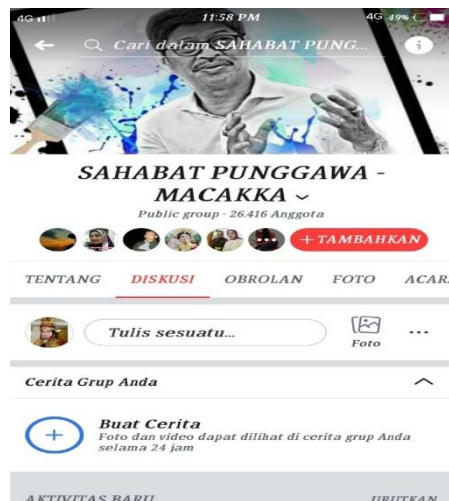 4G 11:58 PM 4G 49%
Cari dalam SAHABAT PUNG...
SAHABAT PUNGGAWA -
MACAKKA
Public group · 26.416 Anggota
+ TAMBAHKAN
TENTANG DISKUSI OBROLAN FOTO ACAR
Tulis sesuatu...
Foto
Cerita Grup Anda
Buat Cerita
Foto dan video dapat dilihat di cerita grup Anda
selama 24 jam
AKTIVITAS BARU URUTKAN